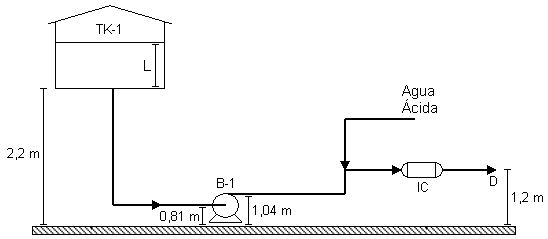 TK-1
L
Agua
Ácida
2,2 m
B-1
IC
D
0,81 m
1,04 m
1,2 m